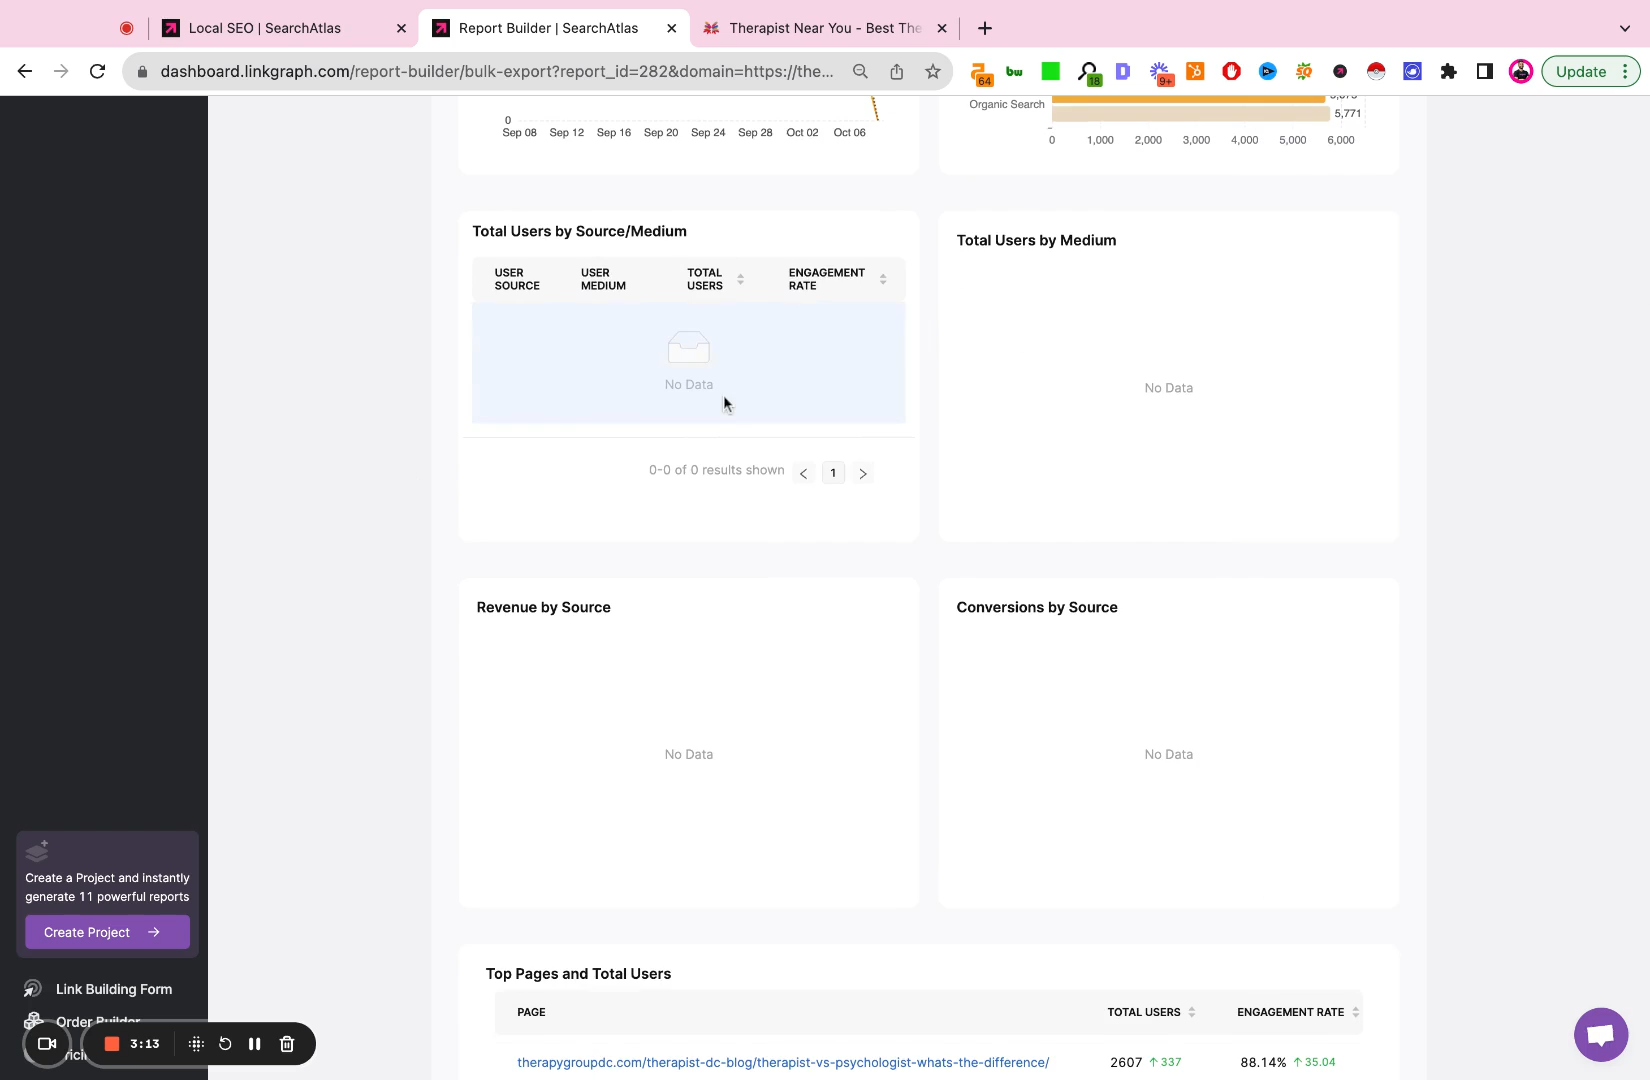 Local SEO | SearchAtlas
Report Builder | SearchAtlas
Therapist Near You - Best The
dashboard.linkgraph.com/report-builder/bulk-export?report_id=282&domain=https://the...
64
bw
18
9+
Update
0
Sep 08 Sep 12 Sep 16 Sep 20 Sep 24 Sep 28 Oct 02 Oct 06
Organic Search
5,771
0 1,000 2,000 3,000 4,000 5,000 6,000
Total Users by Source/Medium
USER SOURCE
USER MEDIUM
TOTAL USERS
ENGAGEMENT RATE
No Data
0-0 of 0 results shown
1
Total Users by Medium
No Data
Revenue by Source
No Data
Conversions by Source
No Data
Top Pages and Total Users
PAGE TOTAL USERS ENGAGEMENT RATE
therapygroupdc.com/therapist-dc-blog/therapist-vs-psychologist-whats-the-difference/ 2607 ↑337 88.14% ↑35.04
Create a Project and instantly
generate 11 powerful reports
Create Project →
Link Building Form
Order Builder
3:13